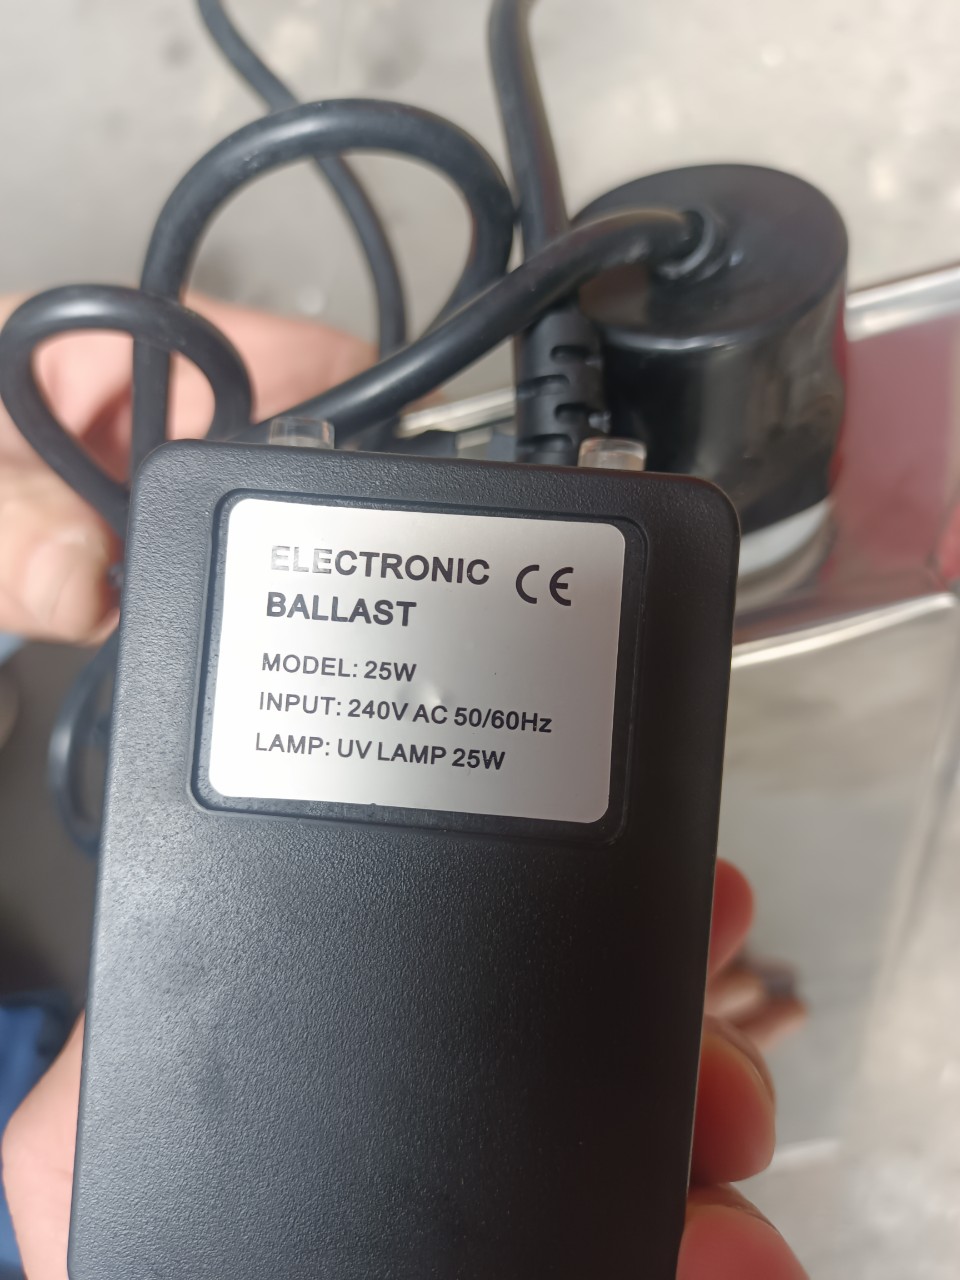 ELECTRONIC CE
BALLAST
MODEL: 25W
INPUT: 240V AC 50/60Hz
LAMP: UV LAMP 25W